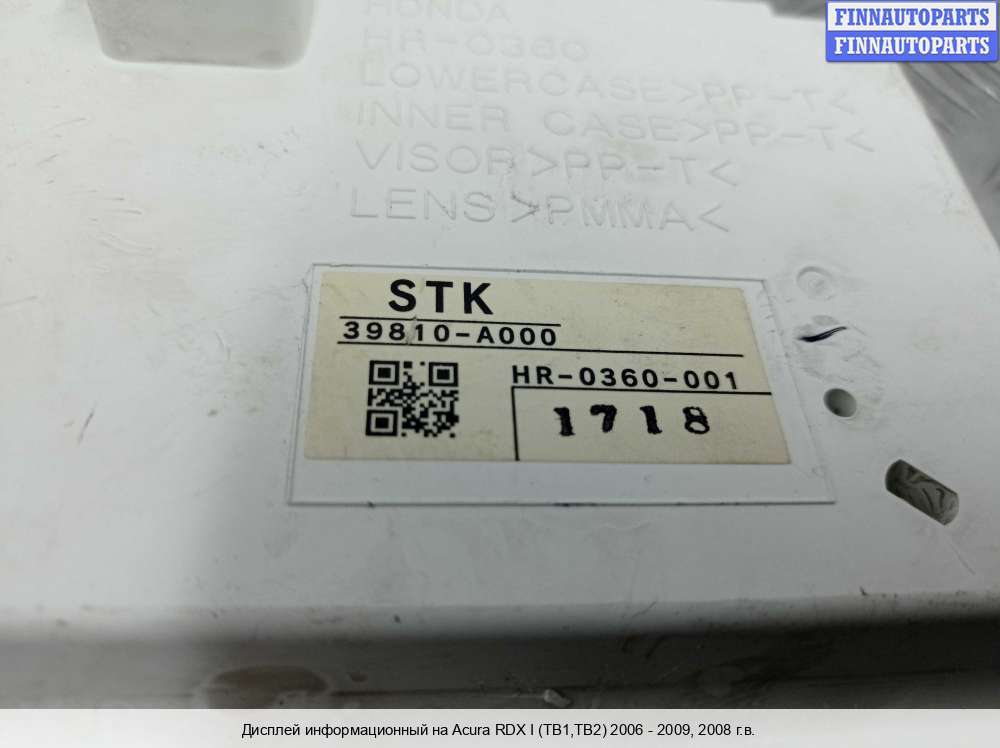 FINNAUTOPARTS
FINNAUTOPARTS
HONDA
HR-0360
LOWERCASE>PP-T<
INNER CASE>PP-T<
VISOR>PP-T<
LENS>PMMA<
STK
39810-A000
HR-0360-001
1718
Дисплей информационный на Acura RDX I (TB1,TB2) 2006 - 2009, 2008 г.в.